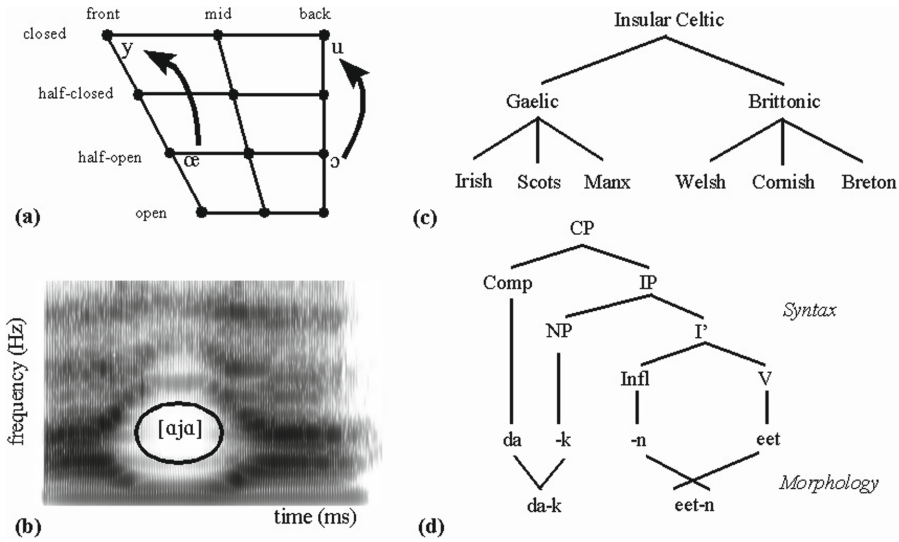 front mid back
closed
y u
half-closed
half-open
œ ɔ
open
(a)
frequency (Hz)
[ɑjɑ]
time (ms)
(b)
Insular Celtic
Gaelic Brittonic
Irish Scots Manx Welsh Cornish Breton
(c)
CP
Comp IP
Syntax
NP I’
Infl V
da -k -n eet
Morphology
da-k eet-n
(d)